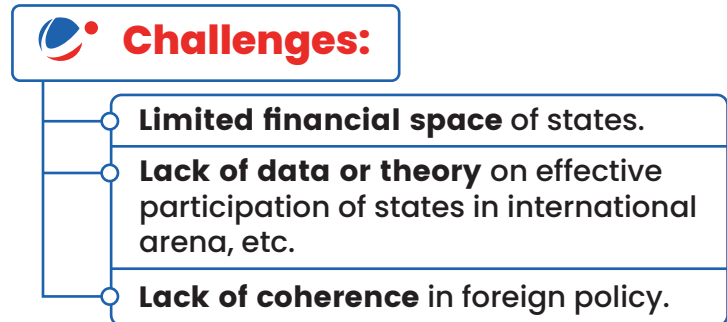 Challenges:
Limited financial space of states.
Lack of data or theory on effective
participation of states in international
arena, etc.
Lack of coherence in foreign policy.